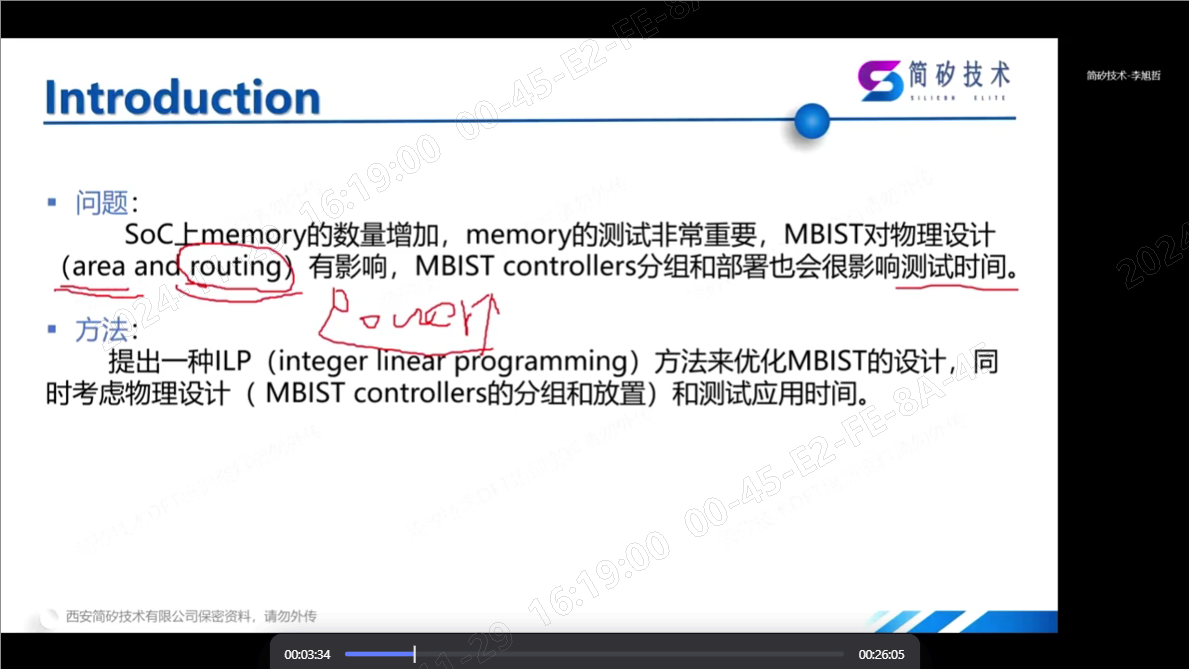 Introduction
简矽技术
SILICON ELITE
简矽技术-李旭哲
16:19:00 00-45-E2-FE-8A
问题：
SoC上memory的数量增加，memory的测试非常重要，MBIST对物理设计
（area and routing）有影响，MBIST controllers分组和部署也会很影响测试时间。
Power
方法：
提出一种ILP（integer linear programming）方法来优化MBIST的设计，同
时考虑物理设计（ MBIST controllers的分组和放置）和测试应用时间。
2024
16:19:00 00-45-E2-FE-8A-45
西安简矽技术有限公司保密资料，请勿外传
11-29
00:03:34
00:26:05